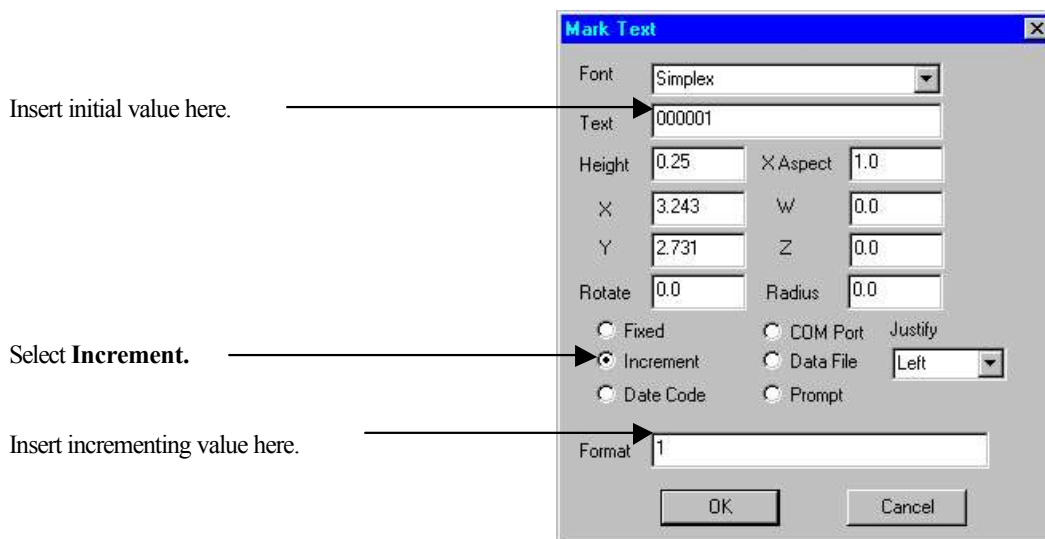 Mark Text
Font Simplex
Insert initial value here.
Text 000001
Height 0.25 X Aspect 1.0
X 3.243 W 0.0
Y 2.731 Z 0.0
Rotate 0.0 Radius 0.0
Fixed COM Port Justify
Select Increment.
Increment Data File Left
Date Code Prompt
Insert incrementing value here.
Format 1
OK Cancel